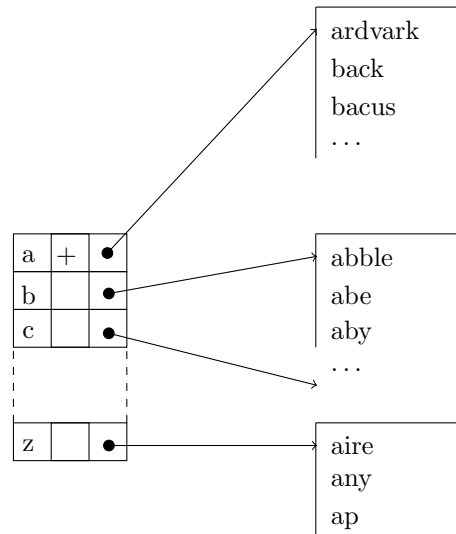 ardvark
back
bacus
...
a +
b
c
abble
abe
aby
...
z
aire
any
ap